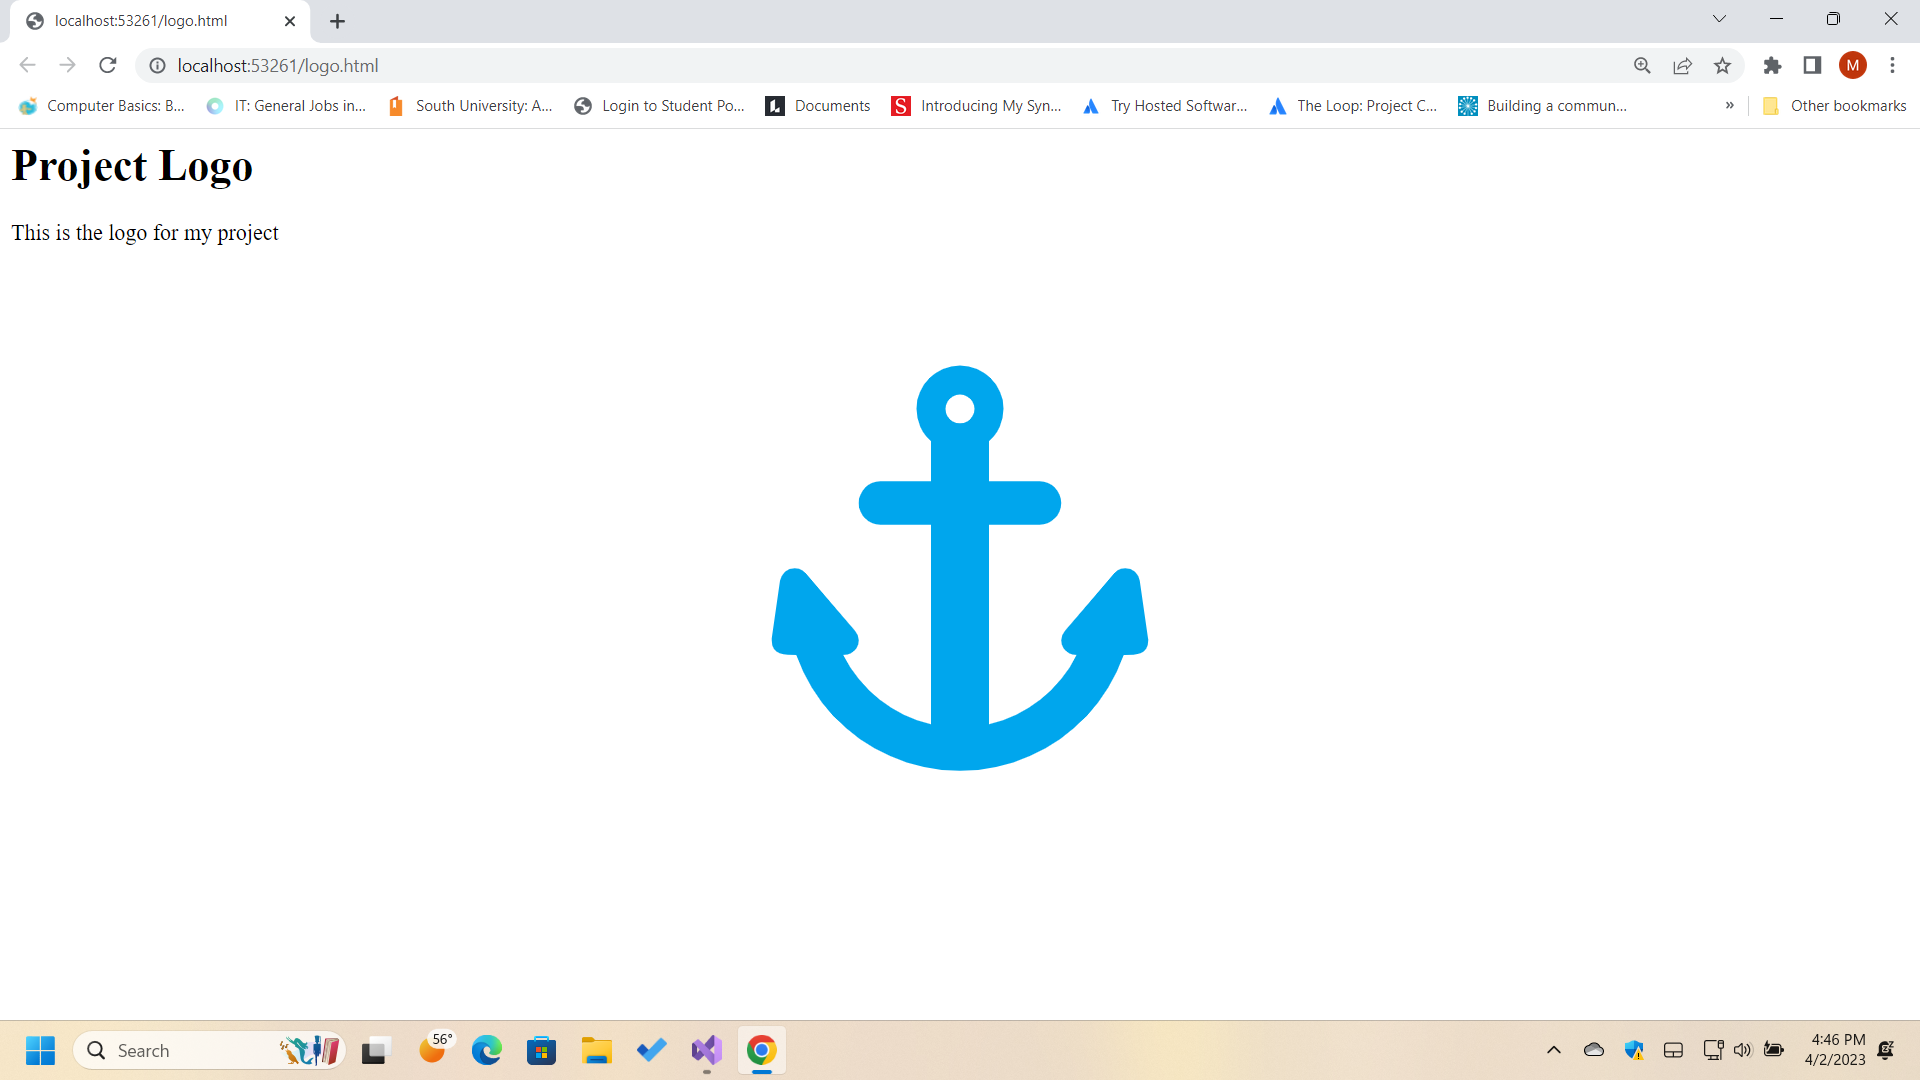 localhost:53261/logo.html
localhost:53261/logo.html
M
Computer Basics: B...
IT: General Jobs in...
South University: A...
Login to Student Po...
Documents
Introducing My Syn...
Try Hosted Softwar...
The Loop: Project C...
Building a commun...
»
Other bookmarks
Project Logo
This is the logo for my project
Search
56°
4:46 PM
4/2/2023